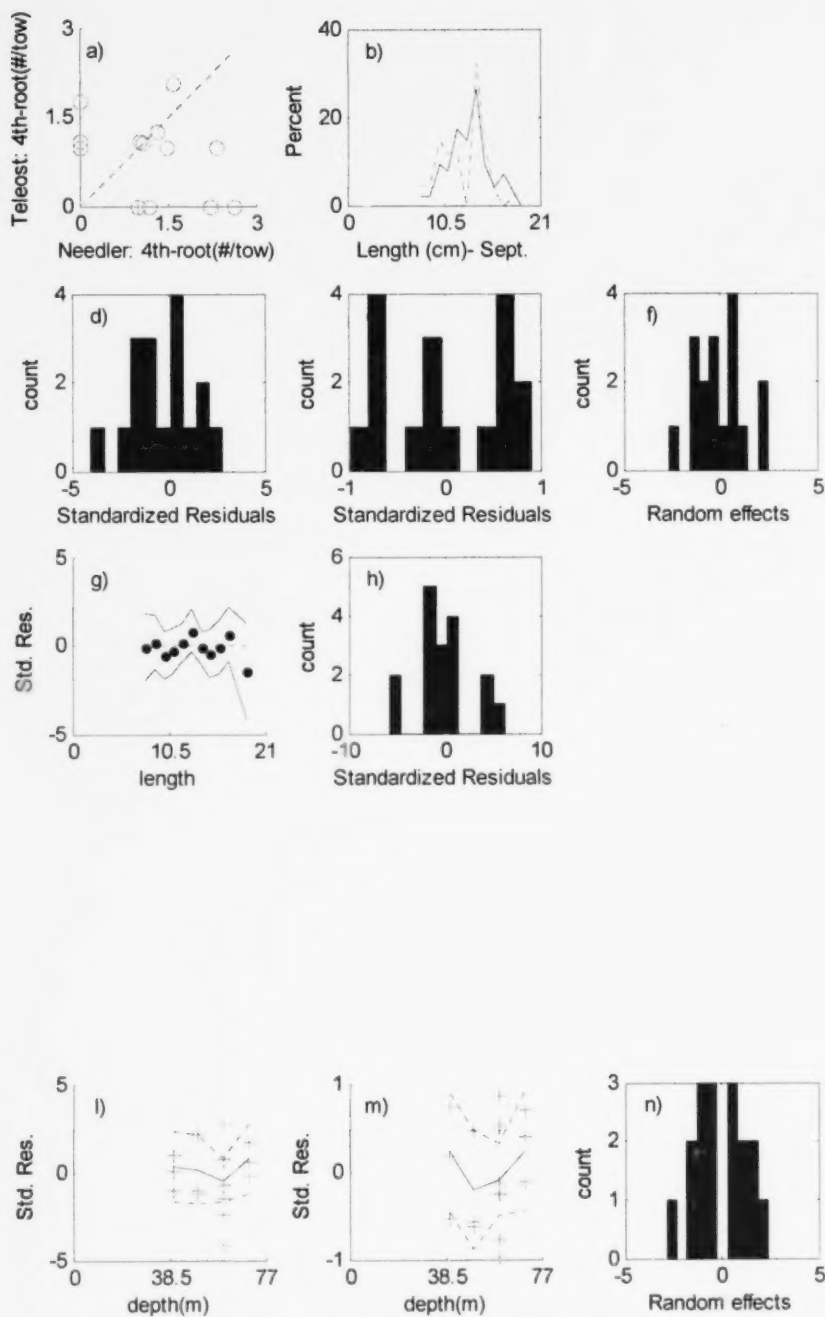 a)
Teleost: 4th-root(#/tow)
3
1.5
0
0 1.5 3
Needler: 4th-root(#/tow)
b)
Percent
40
20
0
0 10.5 21
Length (cm)- Sept.
d)
count
4
2
0
-5 0 5
Standardized Residuals
count
4
2
0
-1 0 1
Standardized Residuals
f)
count
4
2
0
-5 0 5
Random effects
g)
Std. Res.
5
0
-5
0 10.5 21
length
h)
count
6
4
2
0
-10 0 10
Standardized Residuals
l)
Std. Res.
5
0
-5
0 38.5 77
depth(m)
m)
Std. Res.
1
0
-1
0 38.5 77
depth(m)
n)
count
3
2
1
0
-5 0 5
Random effects